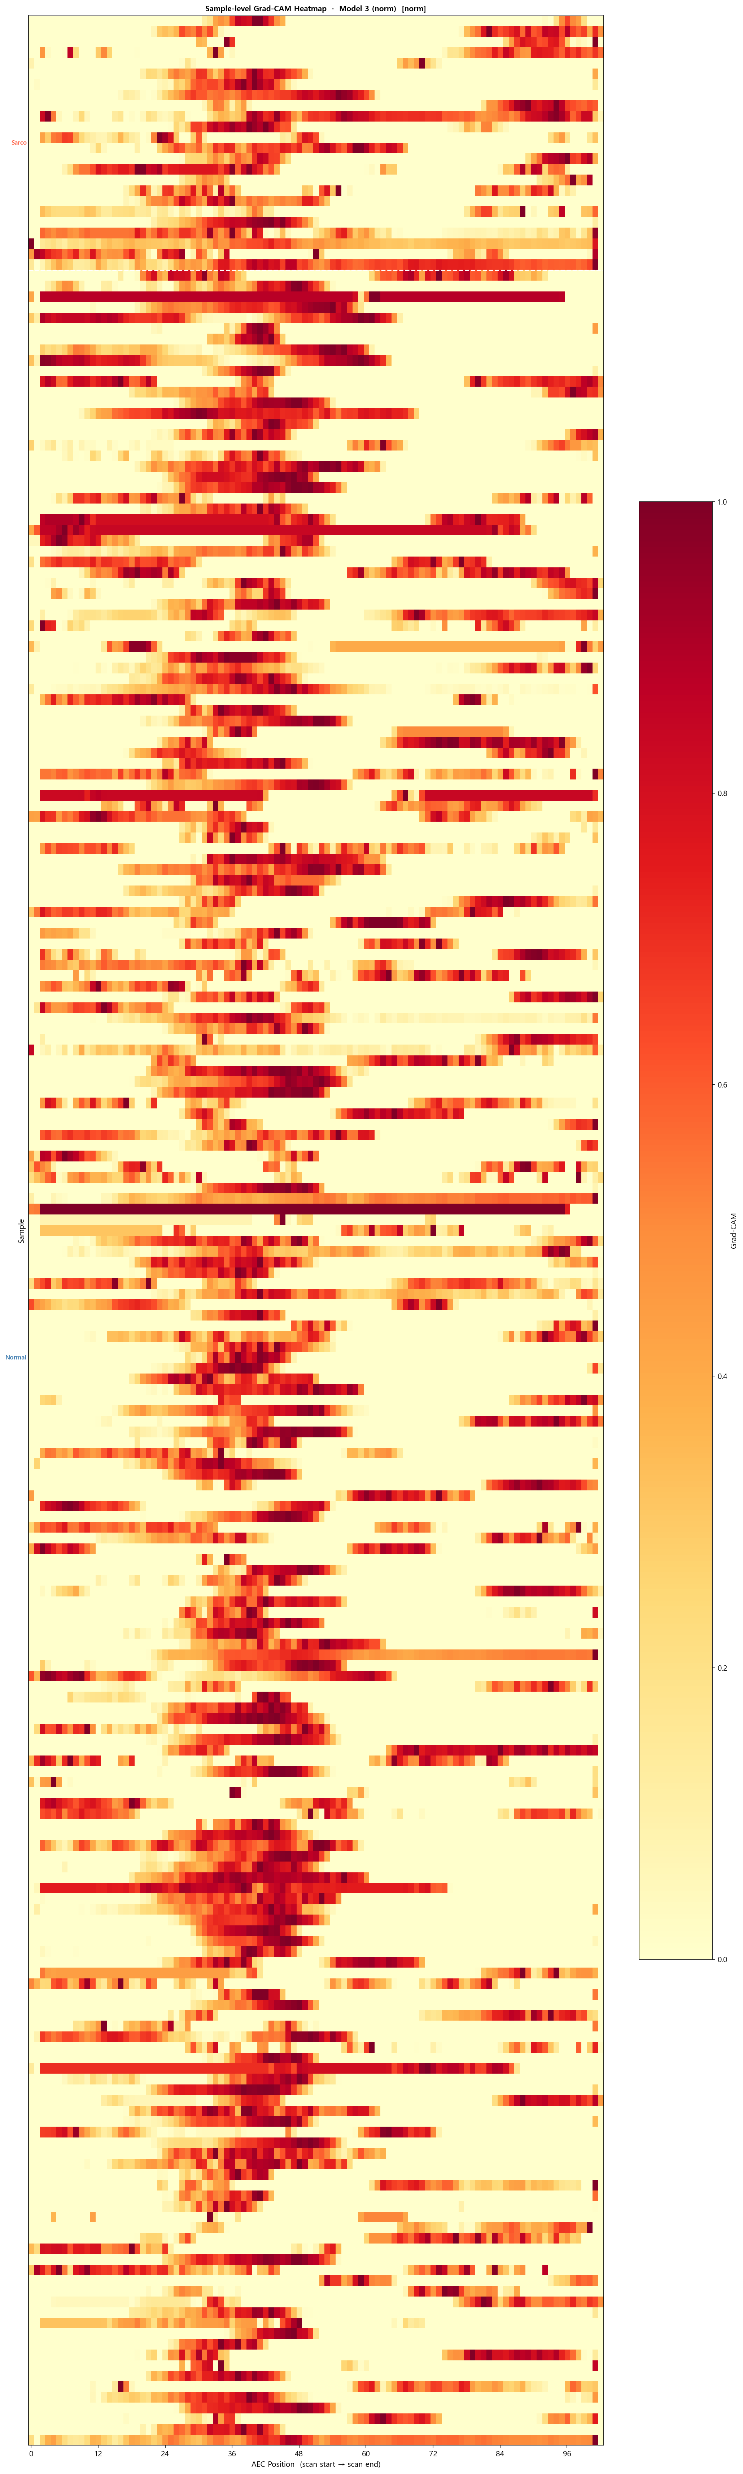 Sample-level Grad-CAM Heatmap - Model 3 (norm) [norm]
Sarco
1.0
0.8
Sample
Grad-CAM
0.6
0.4
Normal
0.2
0.0
0 12 24 36 48 60 72 84 96
AEC Position (scan start → scan end)